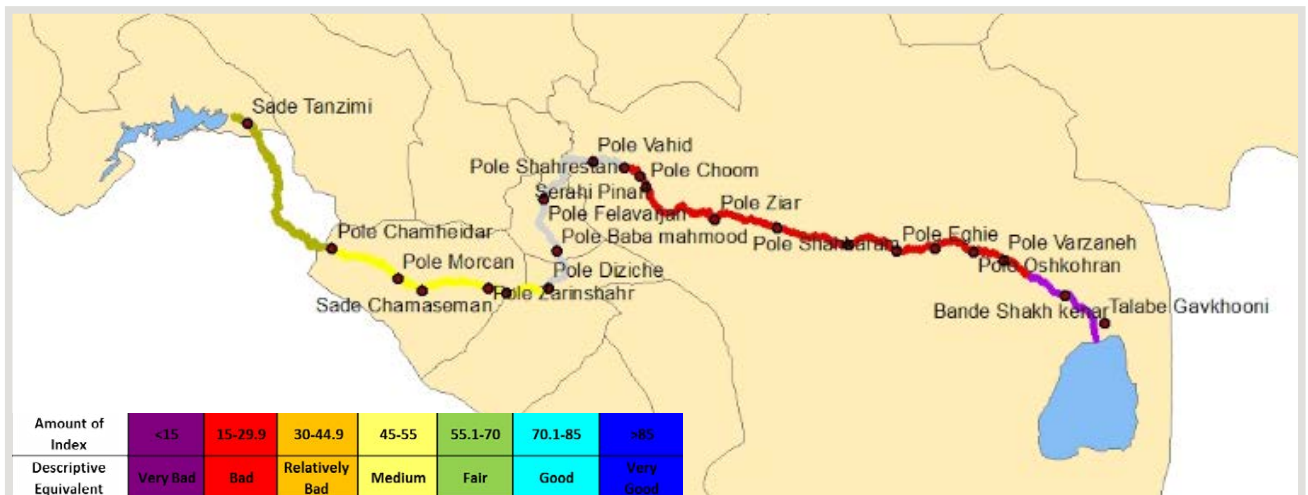 Sade Tanzimi
Pole Vahid
Pole Shahrestan
Pole Choom
Serahi Pinart
Pole Ziar
Pole Felavarjan
Pole Chamheidar
Pole Baba mahmood
Pole Shahkaram
Pole Eghie
Pole Varzaneh
Pole Morcan
Pole Diziche
Pole Oshkohran
Sade Chamaseman
Pole Zarinshahr
Bande Shakh kenar
Talabe Gavkhooni
Amount of
Index
<15
15-29.9
30-44.9
45-55
55.1-70
70.1-85
>85
Descriptive
Equivalent
Very Bad
Bad
Relatively
Bad
Medium
Fair
Good
Very
Good